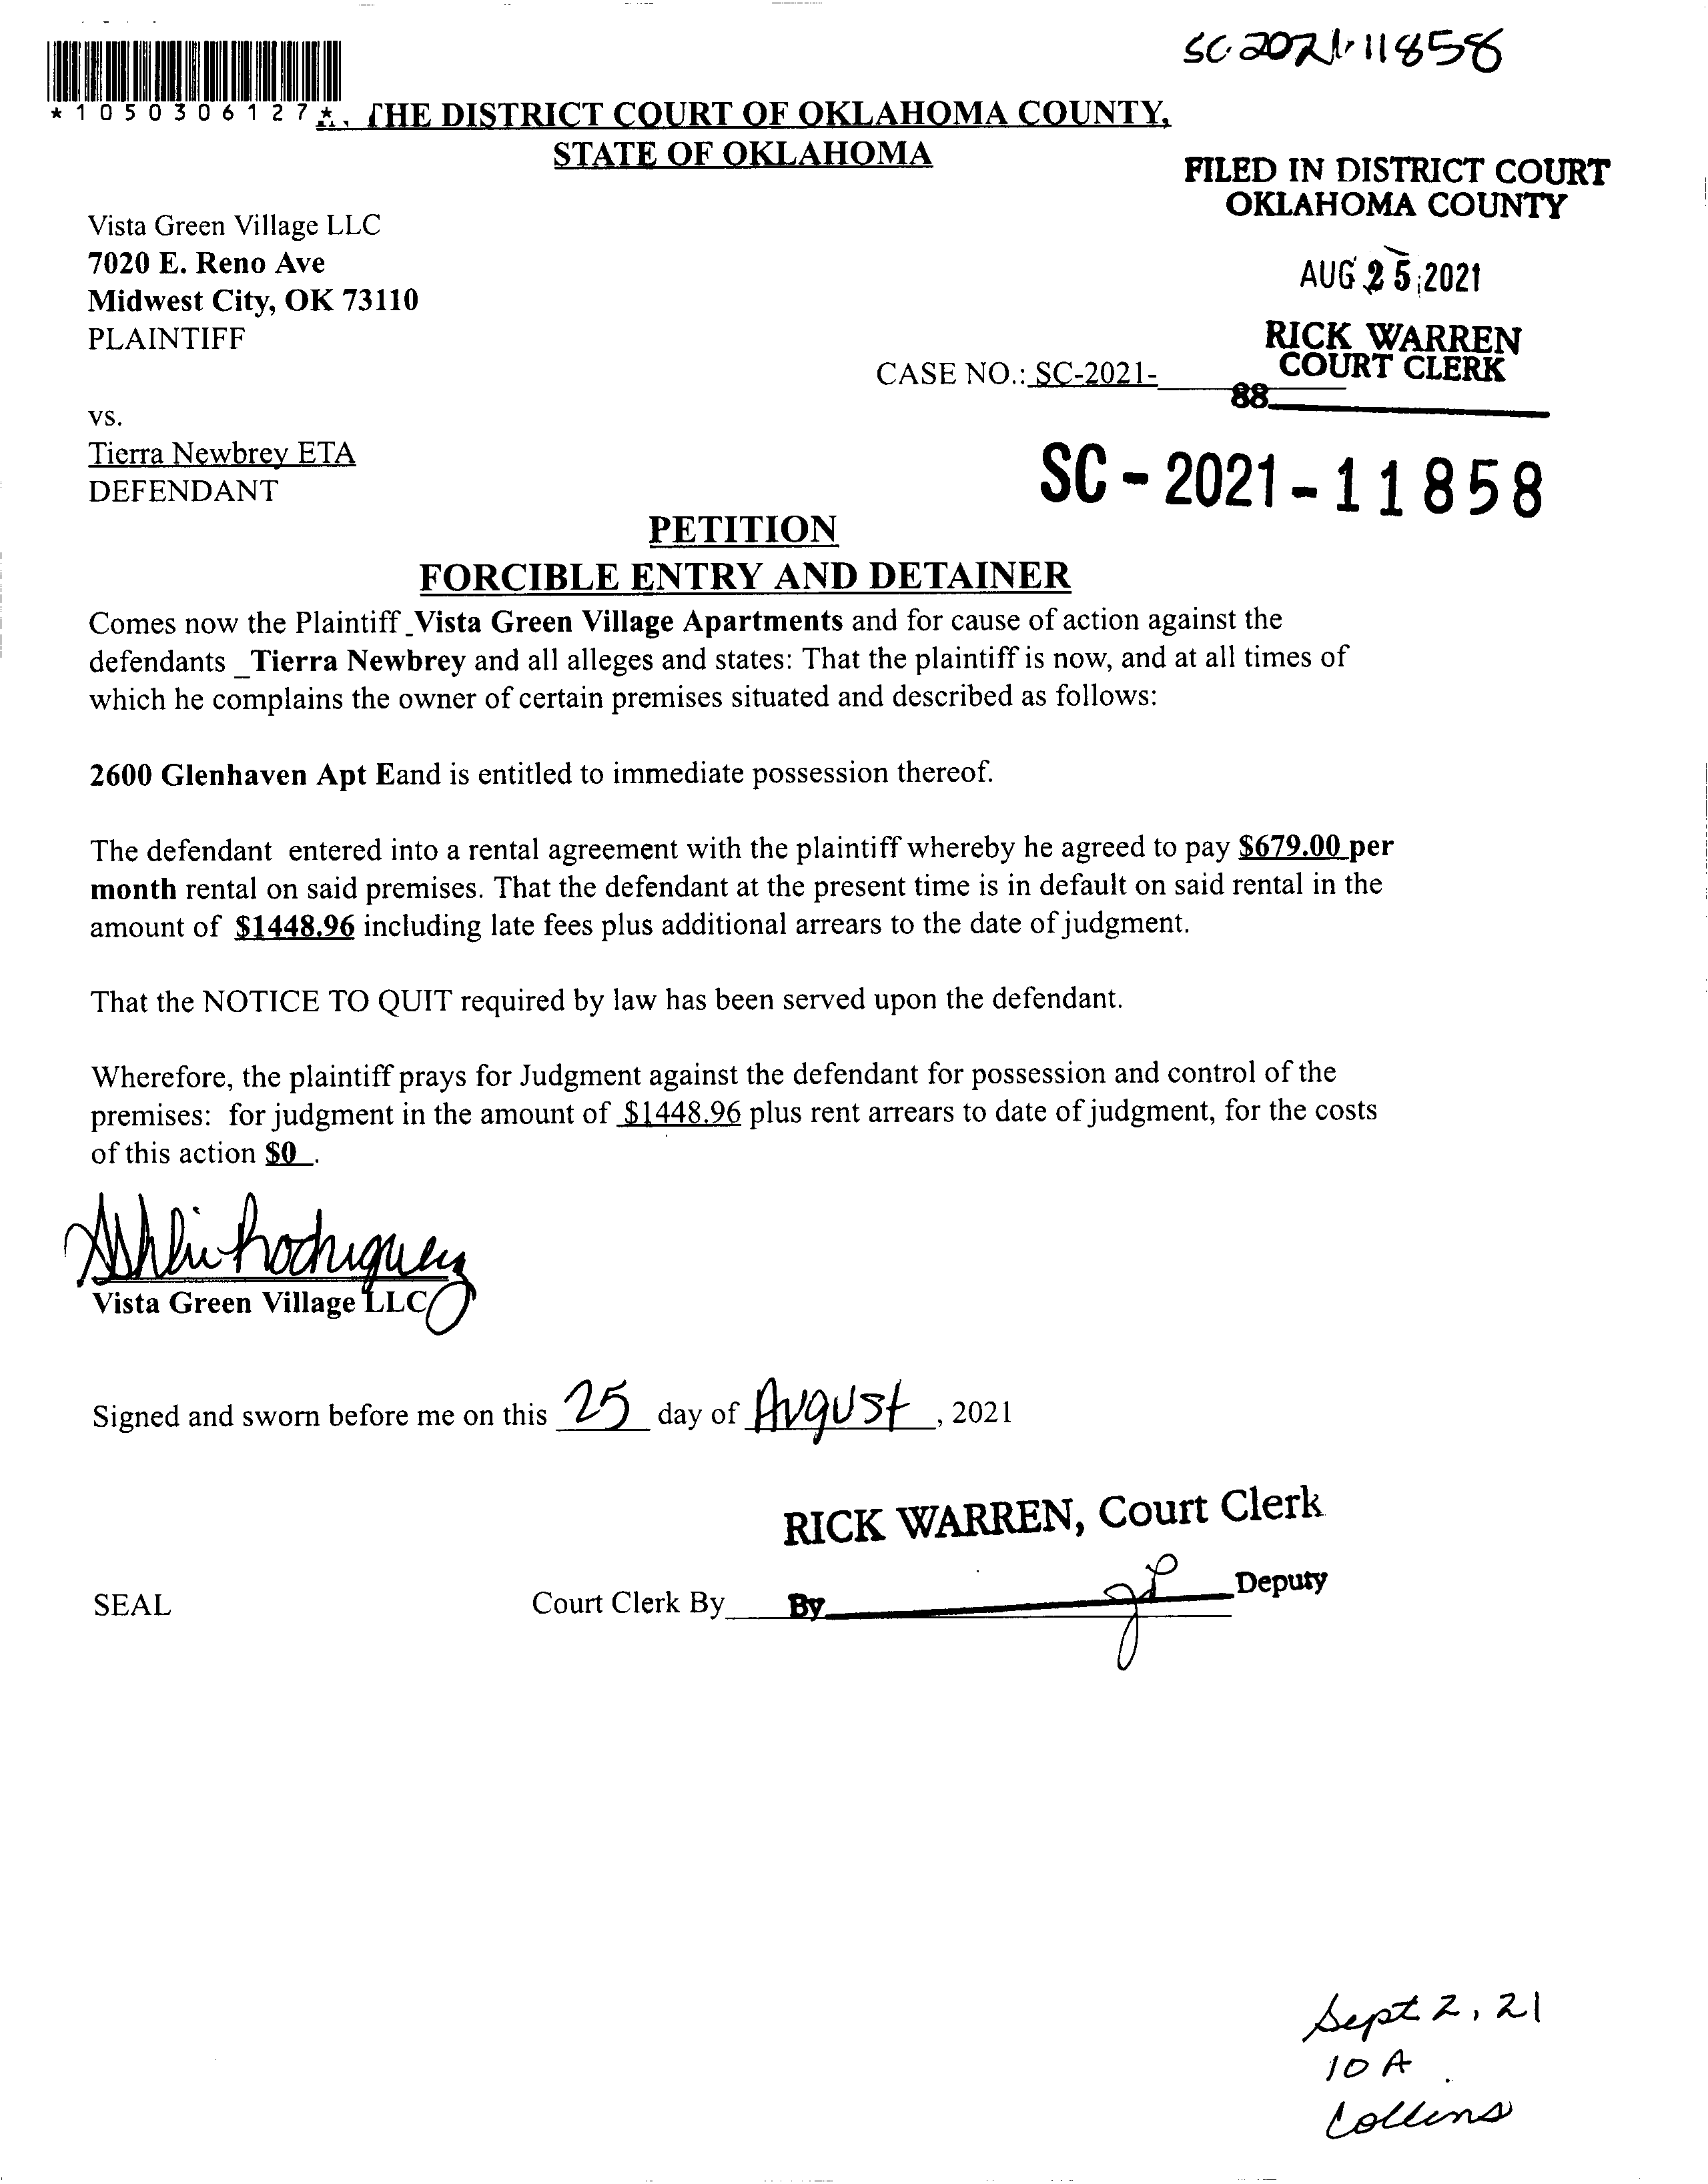 SC 2021-11858
*1050306127*
THE DISTRICT COURT OF OKLAHOMA COUNTY,
STATE OF OKLAHOMA
FILED IN DISTRICT COURT
OKLAHOMA COUNTY
Vista Green Village LLC
7020 E. Reno Ave
Midwest City, OK 73110
PLAINTIFF
AUG 25 2021
RICK WARREN
COURT CLERK
CASE NO.: SC-2021-
88
vs.
Tierra Newbrey ETA
DEFENDANT
SC - 2021 - 11858
PETITION
FORCIBLE ENTRY AND DETAINER
Comes now the Plaintiff _Vista Green Village Apartments and for cause of action against the
defendants _Tierra Newbrey and all alleges and states: That the plaintiff is now, and at all times of
which he complains the owner of certain premises situated and described as follows:
2600 Glenhaven Apt Eand is entitled to immediate possession thereof.
The defendant entered into a rental agreement with the plaintiff whereby he agreed to pay $679.00 per
month rental on said premises. That the defendant at the present time is in default on said rental in the
amount of $1448.96 including late fees plus additional arrears to the date of judgment.
That the NOTICE TO QUIT required by law has been served upon the defendant.
Wherefore, the plaintiff prays for Judgment against the defendant for possession and control of the
premises: for judgment in the amount of $1448.96 plus rent arrears to date of judgment, for the costs
of this action $0 .
Ashlie Rodriguez
Vista Green Village LLC
Signed and sworn before me on this 25 day of August, 2021
RICK WARREN, Court Clerk
SEAL
Court Clerk By By Deputy
Sept 2, 21
10 A
Collins